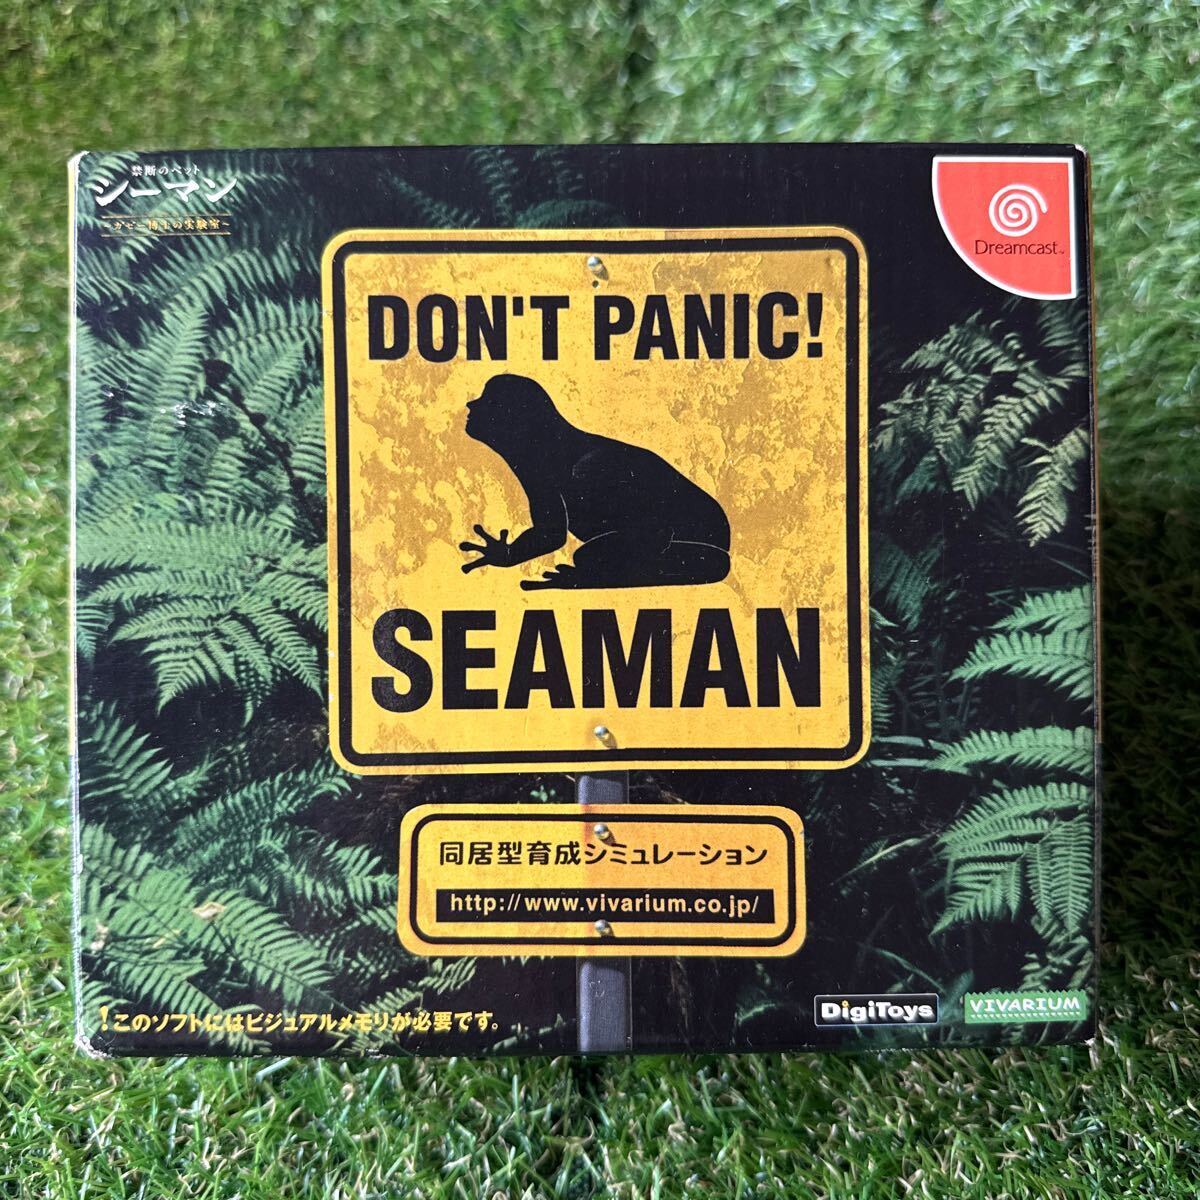 禁断のペット
シーマン
~ガゼー博士の実験室~
Dreamcast™
DON'T PANIC!
SEAMAN
同居型育成シミュレーション
http://www.vivarium.co.jp/
!このソフトにはビジュアルメモリが必要です。
DigiToys
VIVARIUM